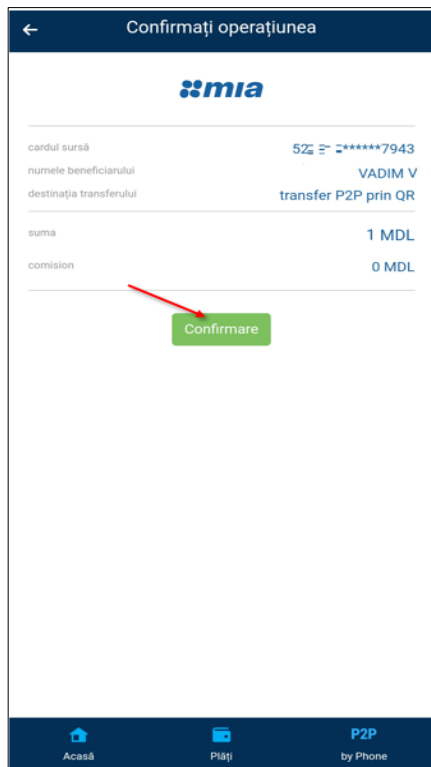 Confirmați operațiunea
mia
cardul sursă ******7943
numele beneficiarului VADIM V
destinația transferului transfer P2P prin QR
suma 1 MDL
comision 0 MDL
Confirmare
Acasă Plăți P2P by Phone